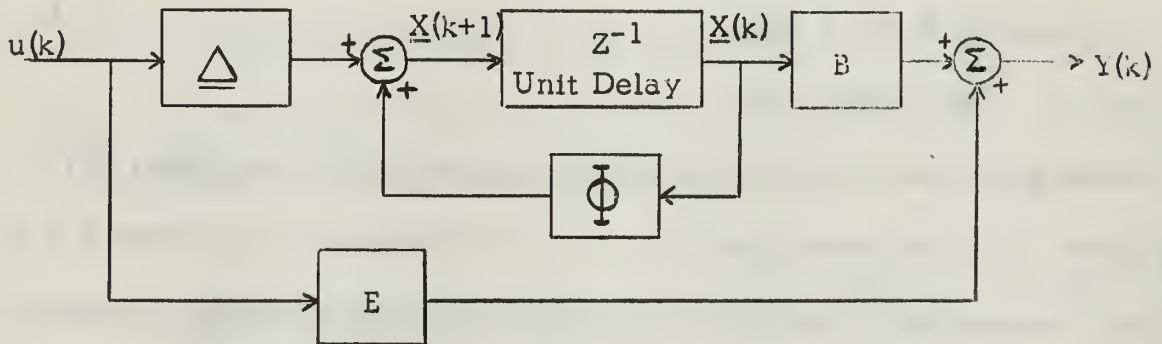 u(k)
Δ
+
Σ
+
X(k+1)
Z⁻¹
Unit Delay
X(k)
B
+
Σ
+
Y(k)
Φ
E